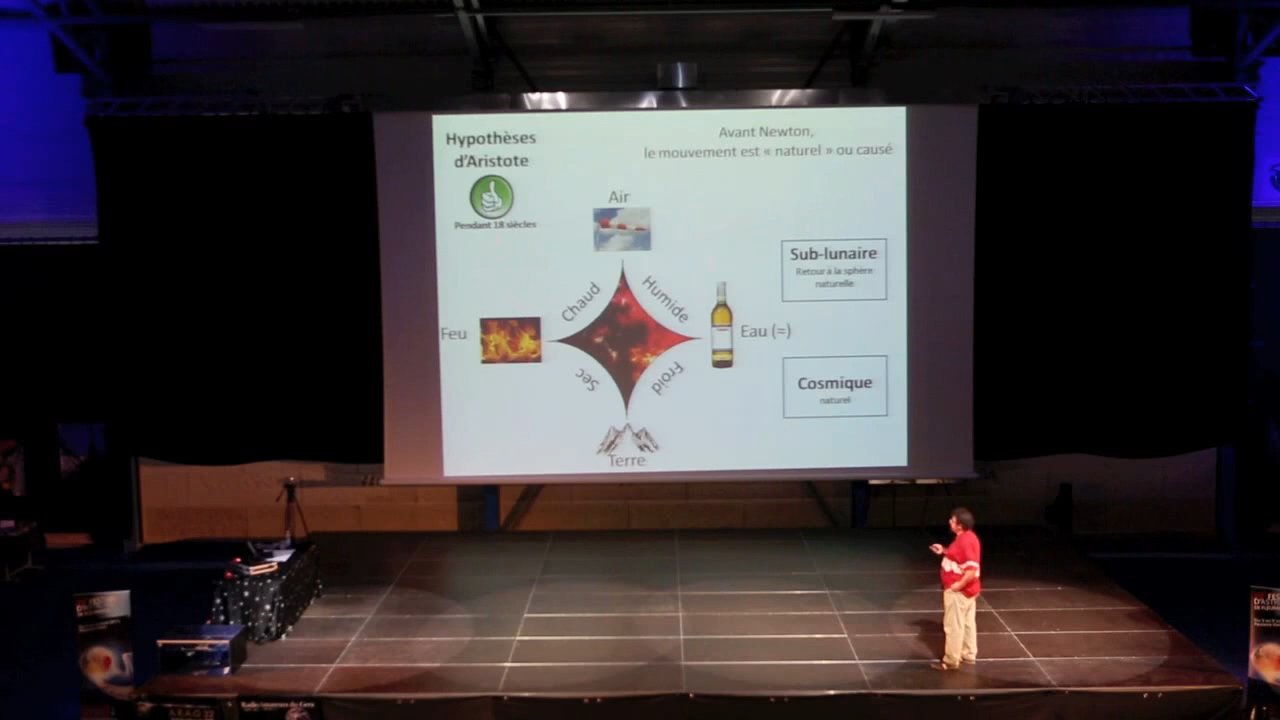 Hypothèses
d'Aristote
Pendant 18 siècles
Avant Newton,
le mouvement est « naturel » ou causé
Air
Chaud
Humide
Feu
Eau (≈)
Sec
Froid
Terre
Sub-lunaire
Retour à la sphère
naturelle
Cosmique
naturel